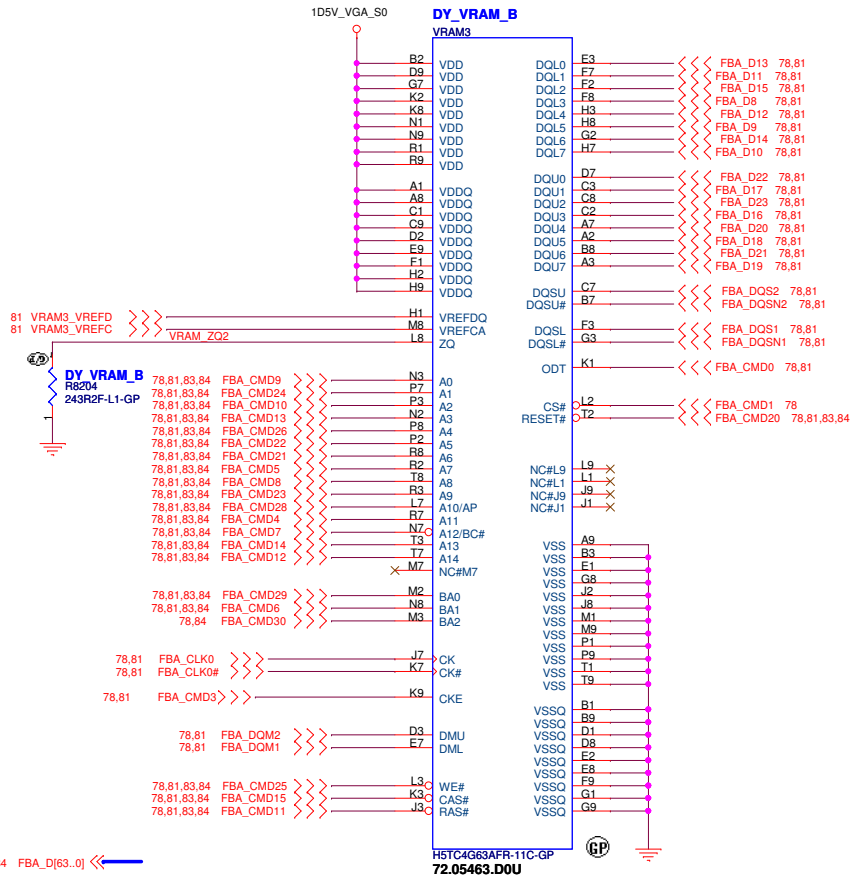 1D5V_VGA_S0
DY_VRAM_B
VRAM3
B2 VDD
D9 VDD
G7 VDD
K2 VDD
K8 VDD
N1 VDD
N9 VDD
R1 VDD
R9 VDD
A1 VDDQ
A8 VDDQ
C1 VDDQ
C9 VDDQ
D2 VDDQ
E9 VDDQ
F1 VDDQ
H2 VDDQ
H9 VDDQ
81 VRAM3_VREFD H1 VREFDQ
81 VRAM3_VREFC M8 VREFCA
VRAM_ZQ2 L8 ZQ
DY_VRAM_B
R8204
243R2F-L1-GP
1
78,81,83,84 FBA_CMD9 N3 A0
78,81,83,84 FBA_CMD24 P7 A1
78,81,83,84 FBA_CMD10 P3 A2
78,81,83,84 FBA_CMD13 N2 A3
78,81,83,84 FBA_CMD26 P8 A4
78,81,83,84 FBA_CMD22 P2 A5
78,81,83,84 FBA_CMD21 R8 A6
78,81,83,84 FBA_CMD5 R2 A7
78,81,83,84 FBA_CMD8 T8 A8
78,81,83,84 FBA_CMD23 R3 A9
78,81,83,84 FBA_CMD28 L7 A10/AP
78,81,83,84 FBA_CMD4 R7 A11
78,81,83,84 FBA_CMD7 N7 A12/BC#
78,81,83,84 FBA_CMD14 T3 A13
78,81,83,84 FBA_CMD12 T7 A14
M7 NC#M7
78,81,83,84 FBA_CMD29 M2 BA0
78,81,83,84 FBA_CMD6 N8 BA1
78,84 FBA_CMD30 M3 BA2
78,81 FBA_CLK0 J7 CK
78,81 FBA_CLK0# K7 CK#
78,81 FBA_CMD3 K9 CKE
78,81 FBA_DQM2 D3 DMU
78,81 FBA_DQM1 E7 DML
78,81,83,84 FBA_CMD25 L3 WE#
78,81,83,84 FBA_CMD15 K3 CAS#
78,81,83,84 FBA_CMD11 J3 RAS#
4 FBA_D[63..0]
DQL0 E3 FBA_D13 78,81
DQL1 F7 FBA_D11 78,81
DQL2 F2 FBA_D15 78,81
DQL3 F8 FBA_D8 78,81
DQL4 H3 FBA_D12 78,81
DQL5 H8 FBA_D9 78,81
DQL6 G2 FBA_D14 78,81
DQL7 H7 FBA_D10 78,81
DQU0 D7 FBA_D22 78,81
DQU1 C3 FBA_D17 78,81
DQU2 C8 FBA_D23 78,81
DQU3 C2 FBA_D16 78,81
DQU4 A7 FBA_D20 78,81
DQU5 A2 FBA_D18 78,81
DQU6 B8 FBA_D21 78,81
DQU7 A3 FBA_D19 78,81
DQSU C7 FBA_DQS2 78,81
DQSU# B7 FBA_DQSN2 78,81
DQSL F3 FBA_DQS1 78,81
DQSL# G3 FBA_DQSN1 78,81
ODT K1 FBA_CMD0 78,81
CS# L2 FBA_CMD1 78
RESET# T2 FBA_CMD20 78,81,83,84
NC#L9 L9
NC#L1 L1
NC#J9 J9
NC#J1 J1
VSS A9
VSS B3
VSS E1
VSS G8
VSS J2
VSS J8
VSS M1
VSS M9
VSS P1
VSS P9
VSS T1
VSS T9
VSSQ B1
VSSQ B9
VSSQ D1
VSSQ D8
VSSQ E2
VSSQ E8
VSSQ F9
VSSQ G1
VSSQ G9
GP
H5TC4G63AFR-11C-GP
72.05463.D0U